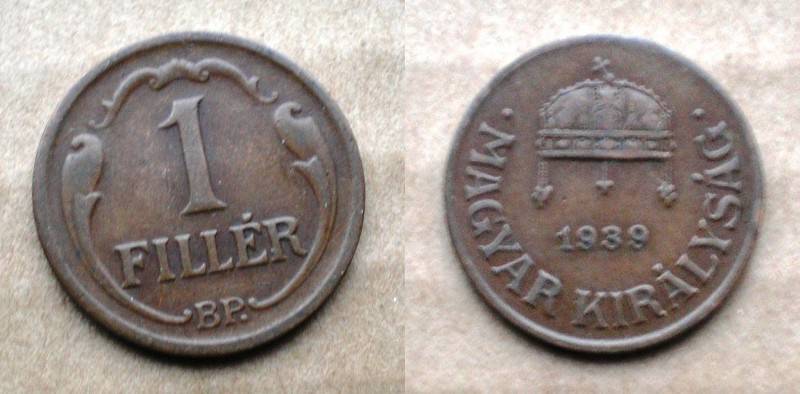 1
FILLÉR
BP.
1939
· MAGYAR KIRÁLYSÁG ·